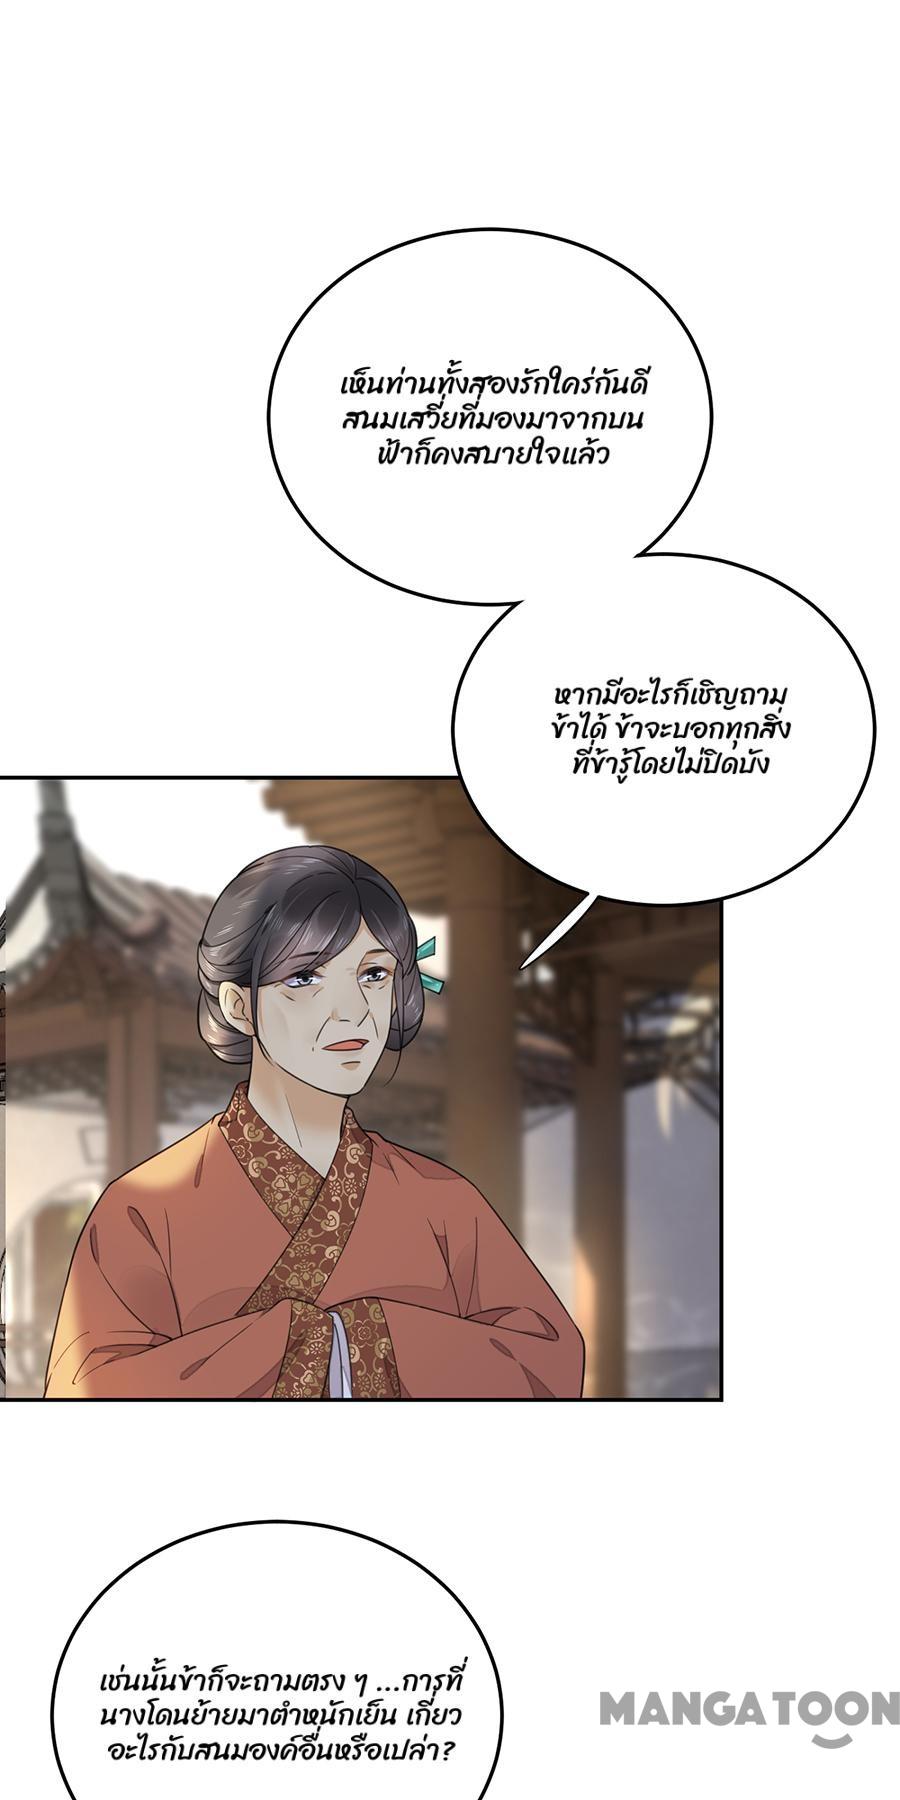 เห็นท่านทั้งสองรักใคร่กันดี
สนมเสวี่ยที่มองมาจากบน
ฟ้าก็คงสบายใจแล้ว
หากมีอะไรก็เชิญถาม
ข้าได้ ข้าจะบอกทุกสิ่ง
ที่ข้ารู้โดยไม่ปิดบัง
เช่นนั้นข้าก็จะถามตรง ๆ ...การที่
นางโดนย้ายมาตำหนักเย็น เกี่ยว
อะไรกับสนมองค์อื่นหรือเปล่า?
MANGATOON